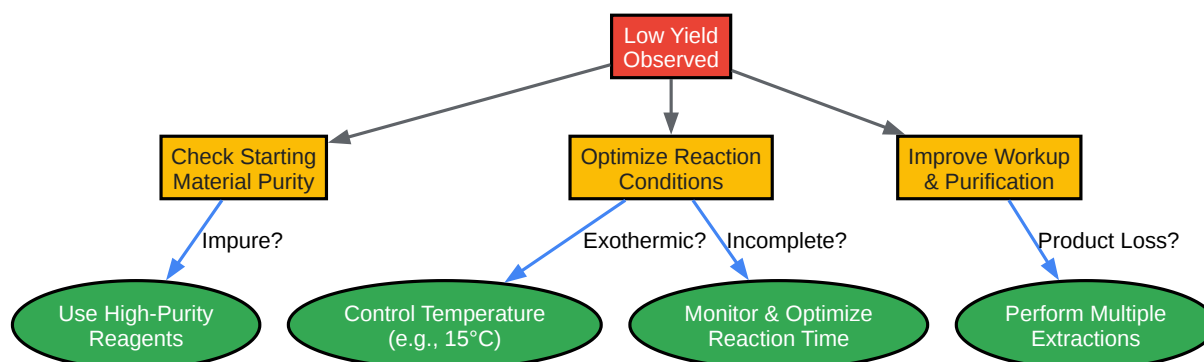 Low Yield
Observed
Check Starting
Material Purity
Optimize Reaction
Conditions
Improve Workup
& Purification
Impure?
Exothermic?
Incomplete?
Product Loss?
Use High-Purity
Reagents
Control Temperature
(e.g., 15°C)
Monitor & Optimize
Reaction Time
Perform Multiple
Extractions